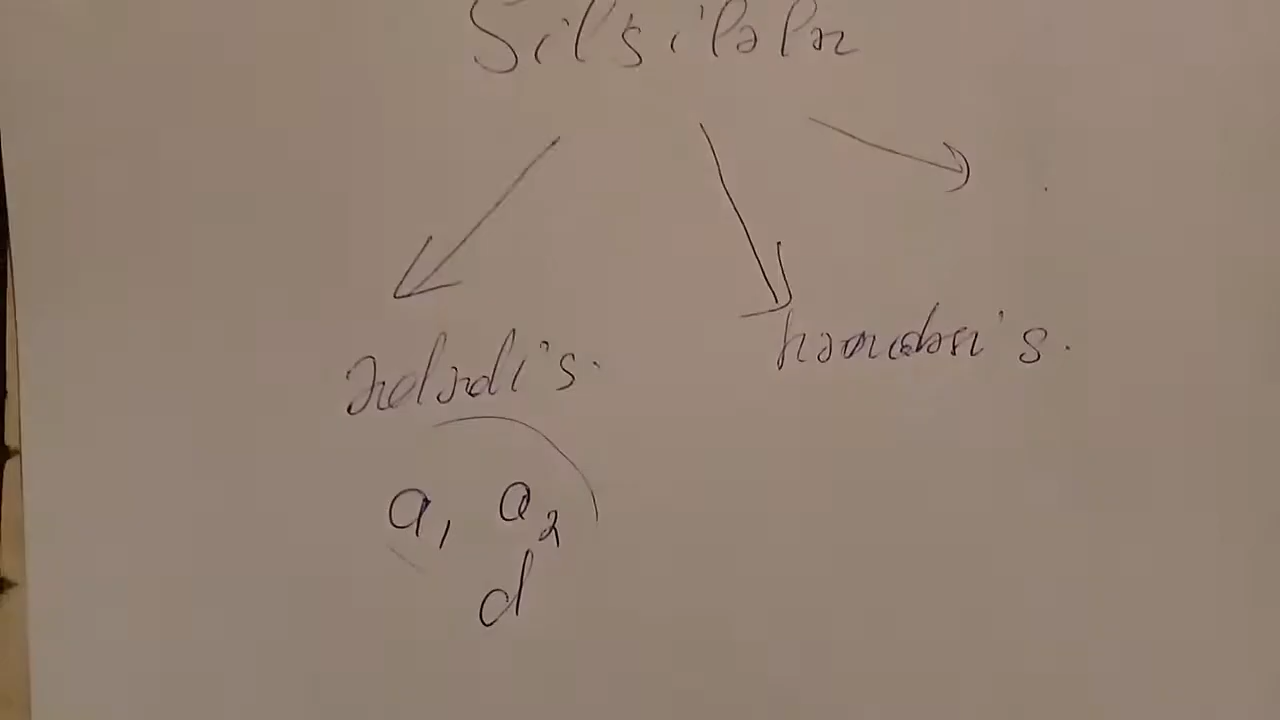 Silsilələr
ədədi s.
həndəsi s.
a₁ a₂
d